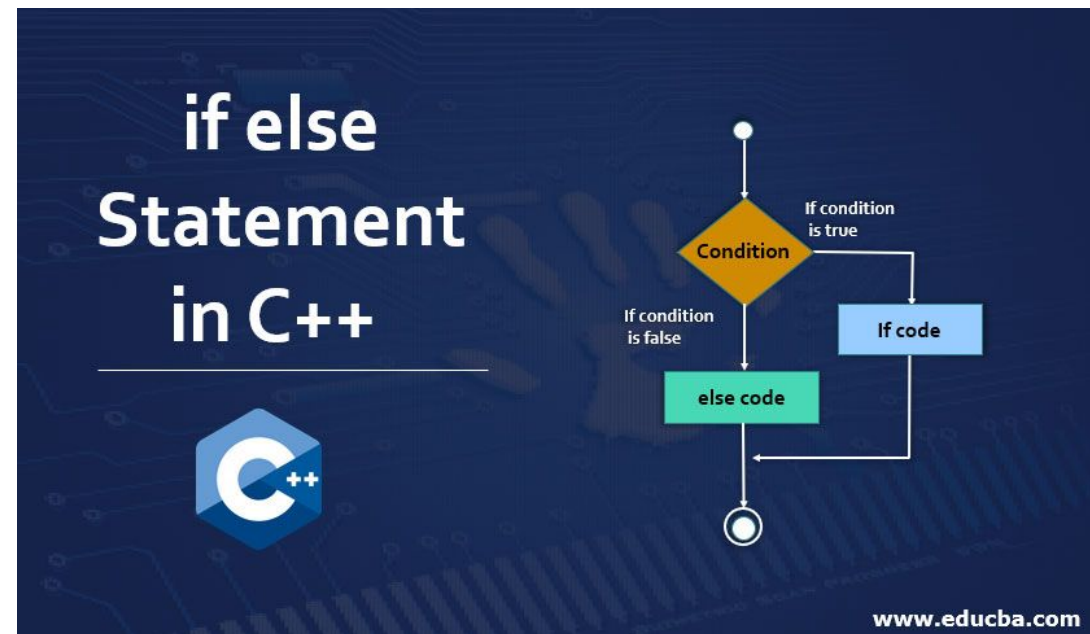 if else
Statement
in C++
C++
Condition
If condition
is true
If condition
is false
If code
else code
www.educba.com